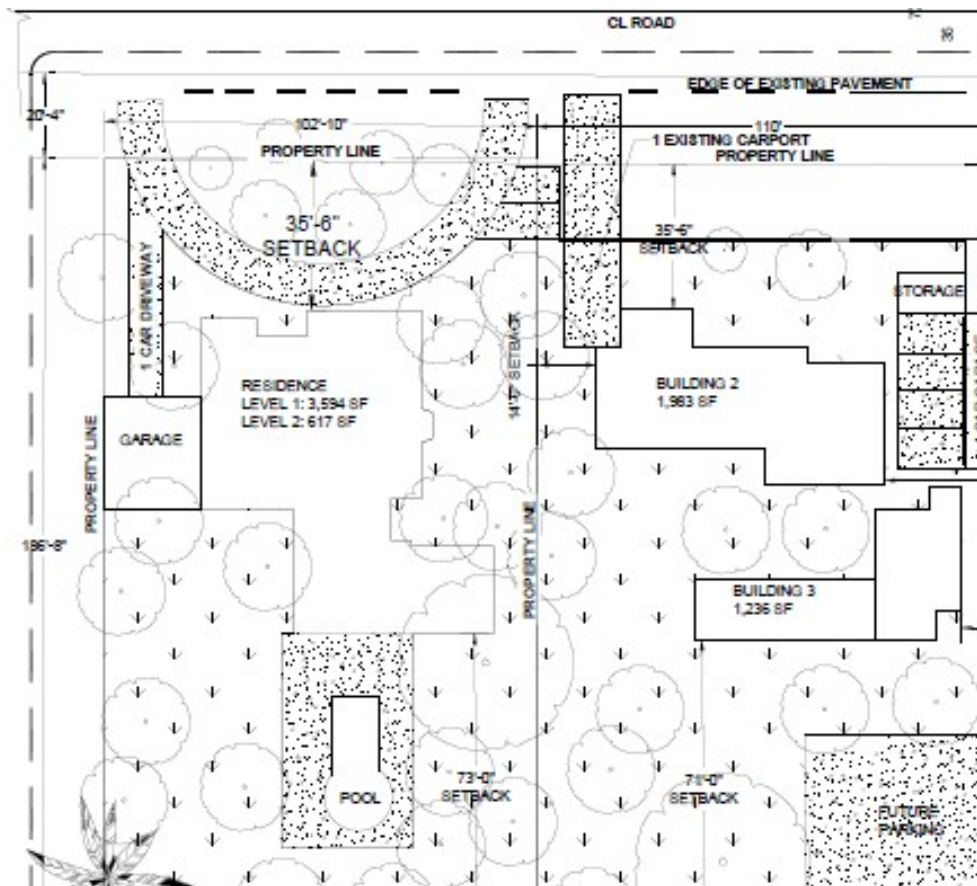 CL ROAD
EDGE OF EXISTING PAVEMENT
20'-4"
102'-10"
110'
PROPERTY LINE
1 EXISTING CARPORT
PROPERTY LINE
35'-6"
SETBACK
35'-6"
SETBACK
1 CAR DRIVEWAY
STORAGE
RESIDENCE
LEVEL 1: 3,594 SF
LEVEL 2: 617 SF
SETBACK
BUILDING 2
1,983 SF
GARAGE
PROPERTY LINE
PROPERTY LINE
BUILDING 3
1,236 SF
POOL
73'-0"
SETBACK
71'-0"
SETBACK
FUTURE
PARKING